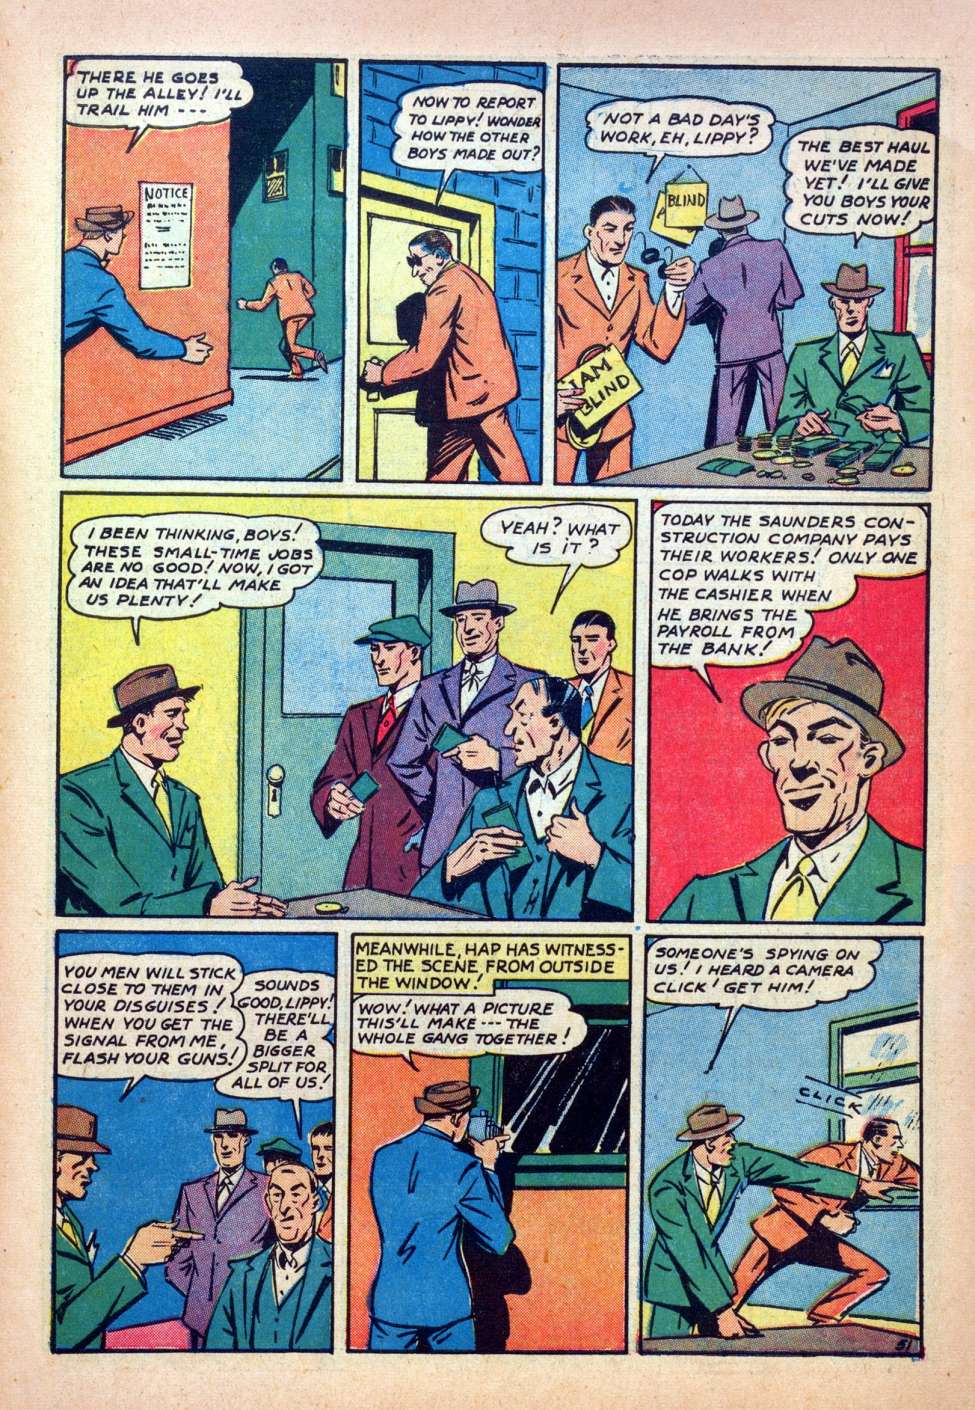 THERE HE GOES
UP THE ALLEY! I'LL
TRAIL HIM ---
NOTICE
NOW TO REPORT
TO LIPPY! WONDER
HOW THE OTHER
BOYS MADE OUT?
NOT A BAD DAY'S
WORK, EH, LIPPY?
THE BEST HAUL
WE'VE MADE
YET! I'LL GIVE
YOU BOYS YOUR
CUTS NOW!
BLIND
I AM
BLIND
I BEEN THINKING, BOYS!
THESE SMALL-TIME JOBS
ARE NO GOOD! NOW, I GOT
AN IDEA THAT'LL MAKE
US PLENTY!
YEAH? WHAT
IS IT?
TODAY THE SAUNDERS CON-
STRUCTION COMPANY PAYS
THEIR WORKERS! ONLY ONE
COP WALKS WITH
THE CASHIER WHEN
HE BRINGS THE
PAYROLL FROM
THE BANK!
YOU MEN WILL STICK
CLOSE TO THEM IN
YOUR DISGUISES!
WHEN YOU GET THE
SIGNAL FROM ME,
FLASH YOUR GUNS!
SOUNDS
GOOD, LIPPY!
THERE'LL
BE A
BIGGER
SPLIT FOR
ALL OF US!
MEANWHILE, HAP HAS WITNESS-
ED THE SCENE FROM OUTSIDE
THE WINDOW!
WOW! WHAT A PICTURE
THIS'LL MAKE --- THE
WHOLE GANG TOGETHER!
SOMEONE'S SPYING ON
US! I HEARD A CAMERA
CLICK! GET HIM!
CLICK
51